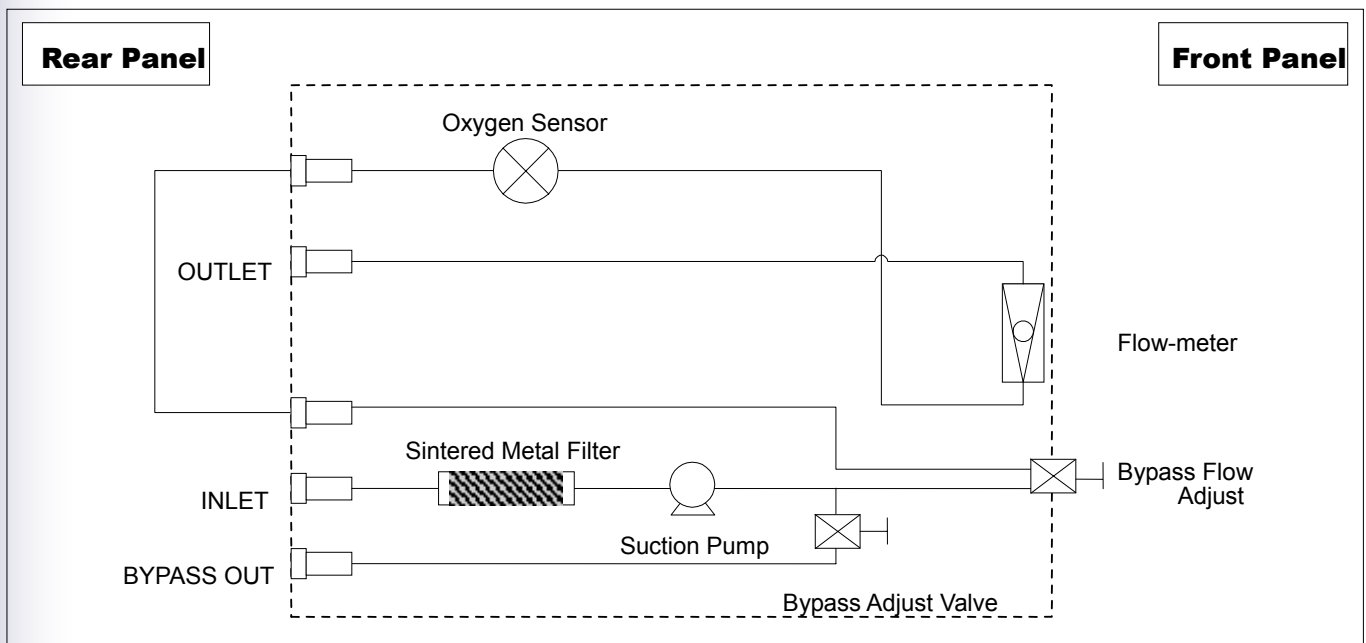 Rear Panel
Front Panel
Oxygen Sensor
OUTLET
Flow-meter
Sintered Metal Filter
Bypass Flow
Adjust
INLET
Suction Pump
BYPASS OUT
Bypass Adjust Valve